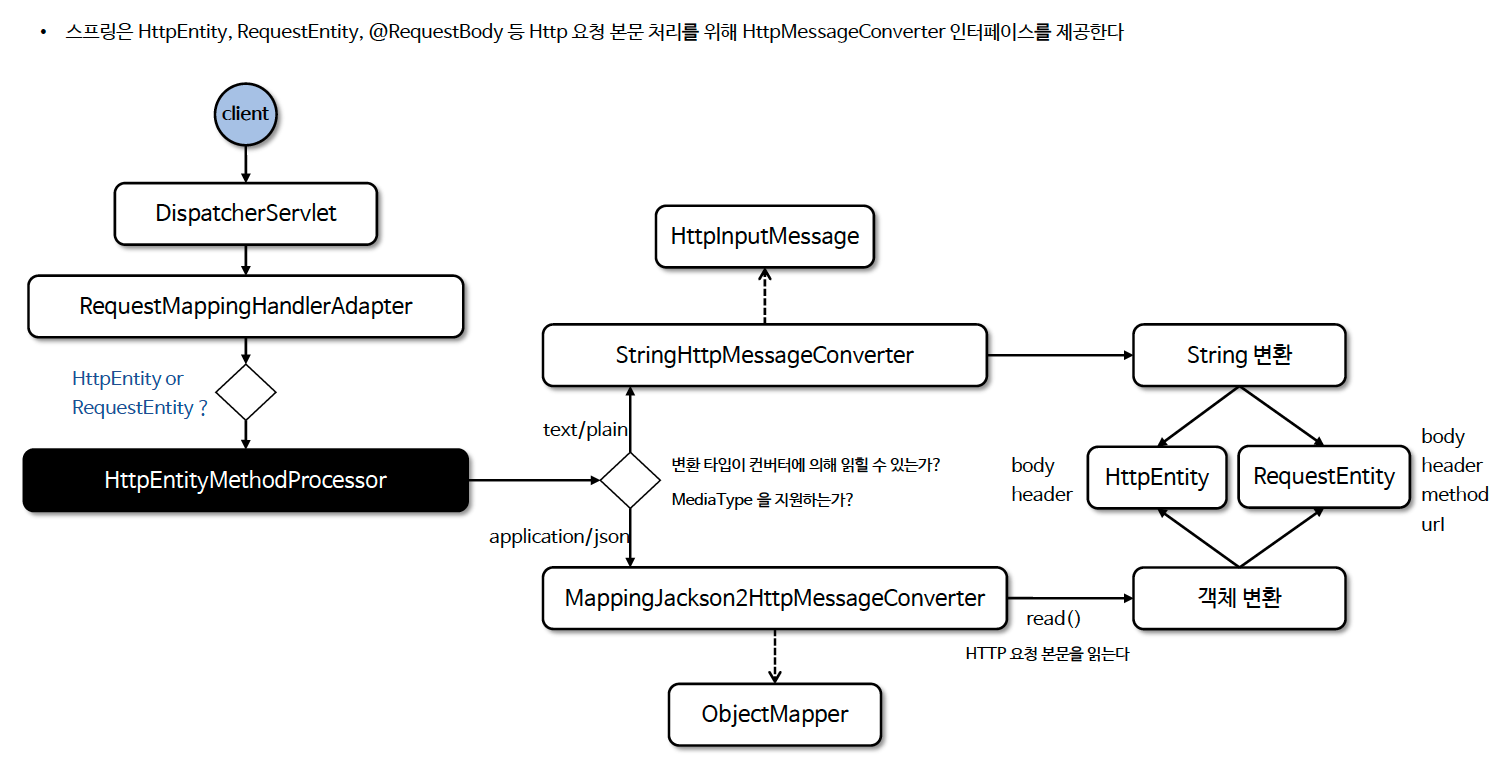 • 스프링은 HttpEntity, RequestEntity, @RequestBody 등 Http 요청 본문 처리를 위해 HttpMessageConverter 인터페이스를 제공한다
client
DispatcherServlet
RequestMappingHandlerAdapter
HttpEntity or
RequestEntity ?
HttpEntityMethodProcessor
HttpInputMessage
StringHttpMessageConverter
String 변환
text/plain
변환 타입이 컨버터에 의해 읽힐 수 있는가?
MediaType 을 지원하는가?
application/json
body
header
HttpEntity
RequestEntity
body
header
method
url
MappingJackson2HttpMessageConverter
read()
HTTP 요청 본문을 읽는다
객체 변환
ObjectMapper